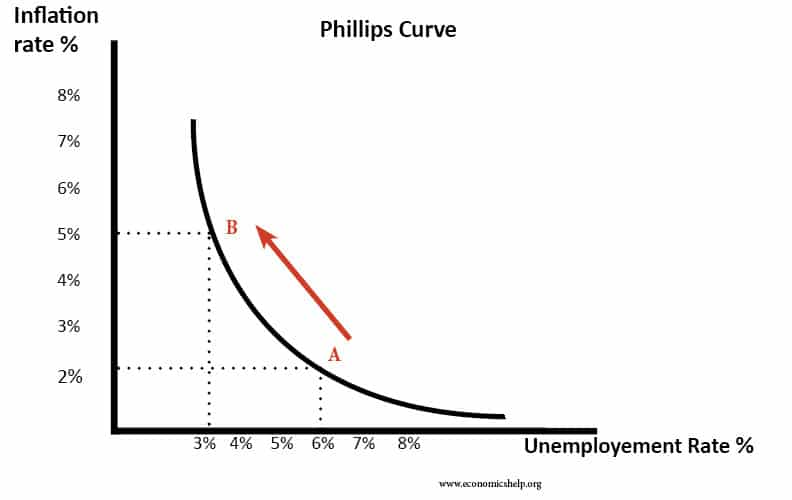 Inflation
rate %
Phillips Curve
8%
7%
6%
5%
4%
3%
2%
B
A
3% 4% 5% 6% 7% 8%
Unemployement Rate %
www.economicshelp.org